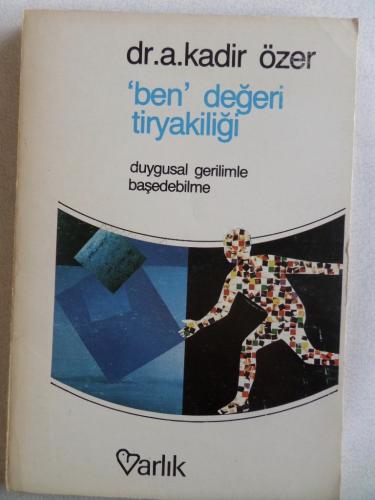 dr.a.kadir özer
'ben' değeri
tiryakiliği
duygusal gerilimle
başedebilme
Varlık